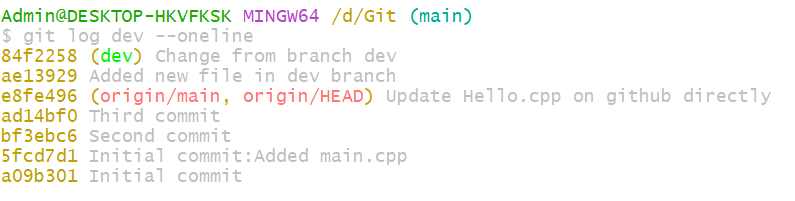 Admin@DESKTOP-HKVFKSK MINGW64 /d/Git (main)
$ git log dev --oneline
84f2258 (dev) Change from branch dev
ae13929 Added new file in dev branch
e8fe496 (origin/main, origin/HEAD) Update Hello.cpp on github directly
ad14bf0 Third commit
bf3ebc6 Second commit
5fcd7d1 Initial commit:Added main.cpp
a09b301 Initial commit